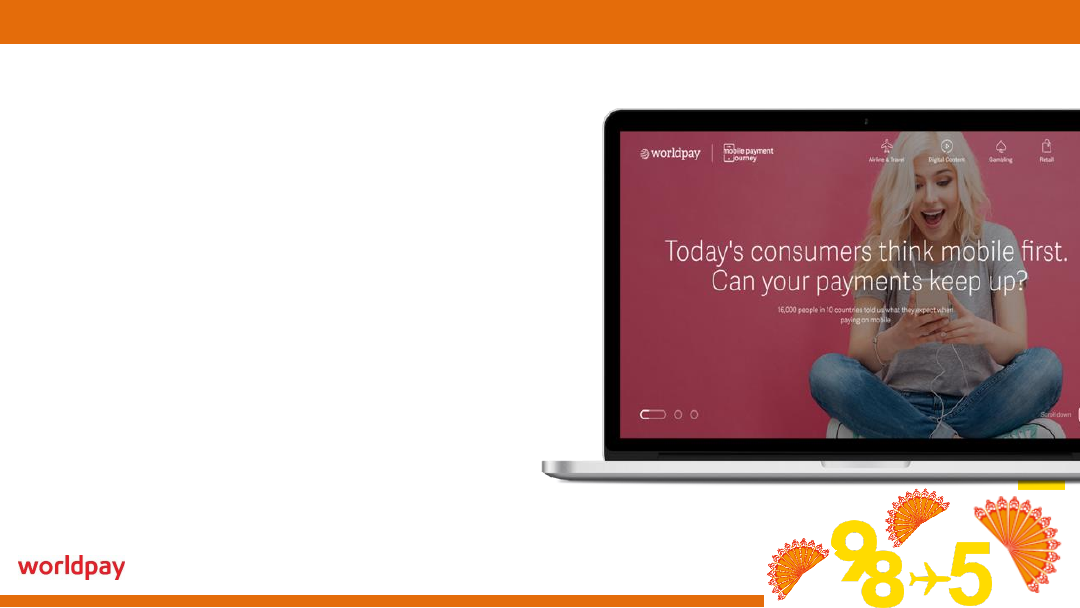 worldpay
mobile payment
journey
Airline & Travel
Digital Content
Gambling
Retail
Today's consumers think mobile first.
Can your payments keep up?
16,000 people in 10 countries told us what they expect when
paying on mobile
Scroll down
worldpay
98 5